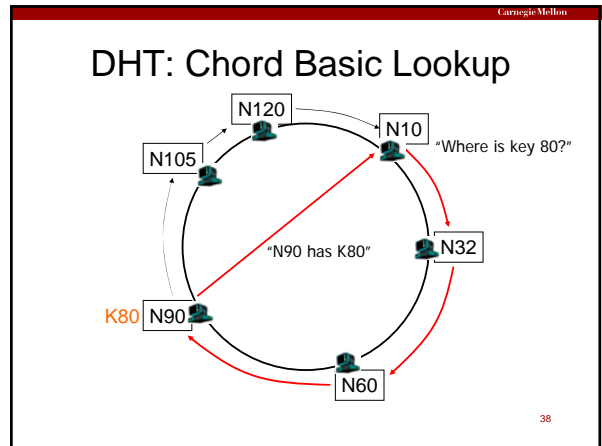 Carnegie Mellon
DHT: Chord Basic Lookup
N120
N10
"Where is key 80?"
N105
N32
"N90 has K80"
K80 N90
N60
38